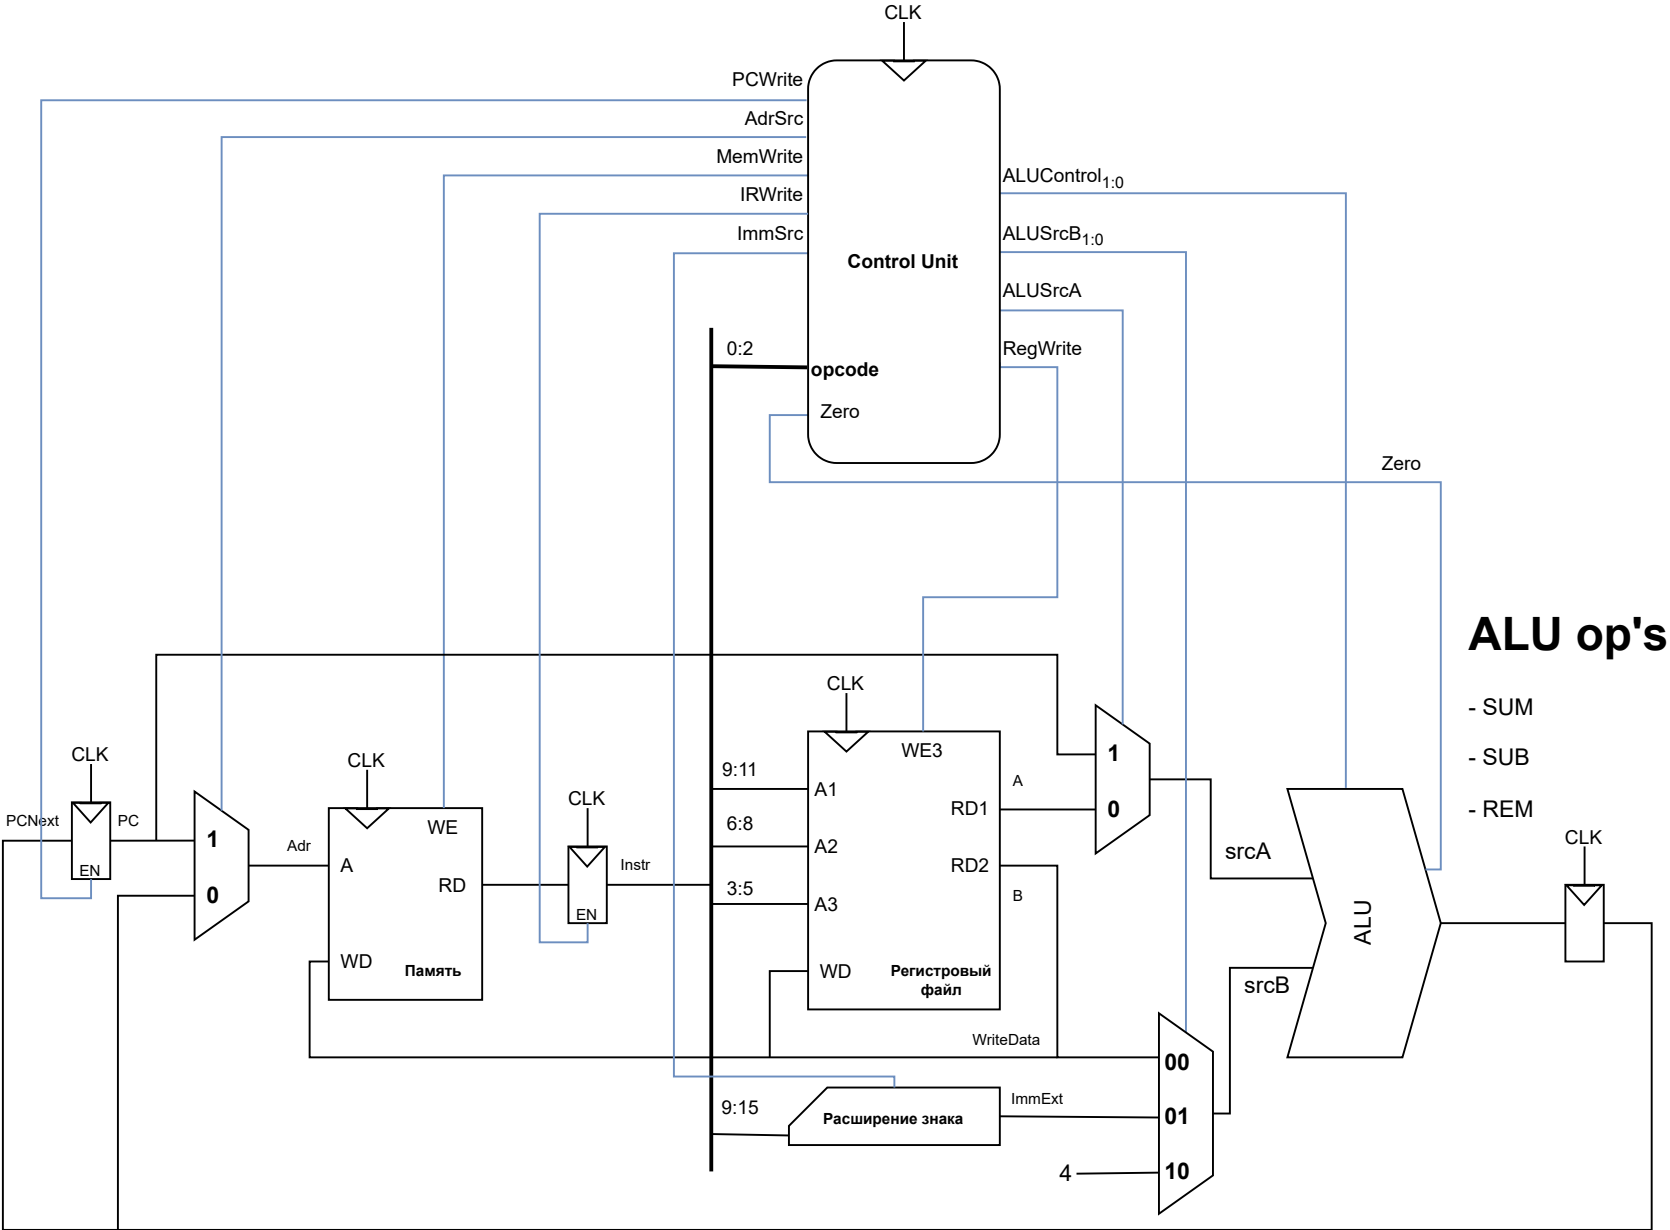 CLK
PCWrite
AdrSrc
MemWrite
IRWrite
ImmSrc
ALUControl1:0
ALUSrcB1:0
ALUSrcA
RegWrite
Control Unit
0:2
opcode
Zero
Zero
ALU op's
- SUM
- SUB
- REM
CLK
PCNext
PC
EN
1
0
Adr
CLK
WE
A
RD
WD
Память
CLK
EN
Instr
9:11
6:8
3:5
CLK
WE3
A1
A2
A3
WD
RD1
RD2
Регистровый
файл
A
B
1
0
srcA
srcB
ALU
CLK
WriteData
9:15
Расширение знака
ImmExt
4
00
01
10